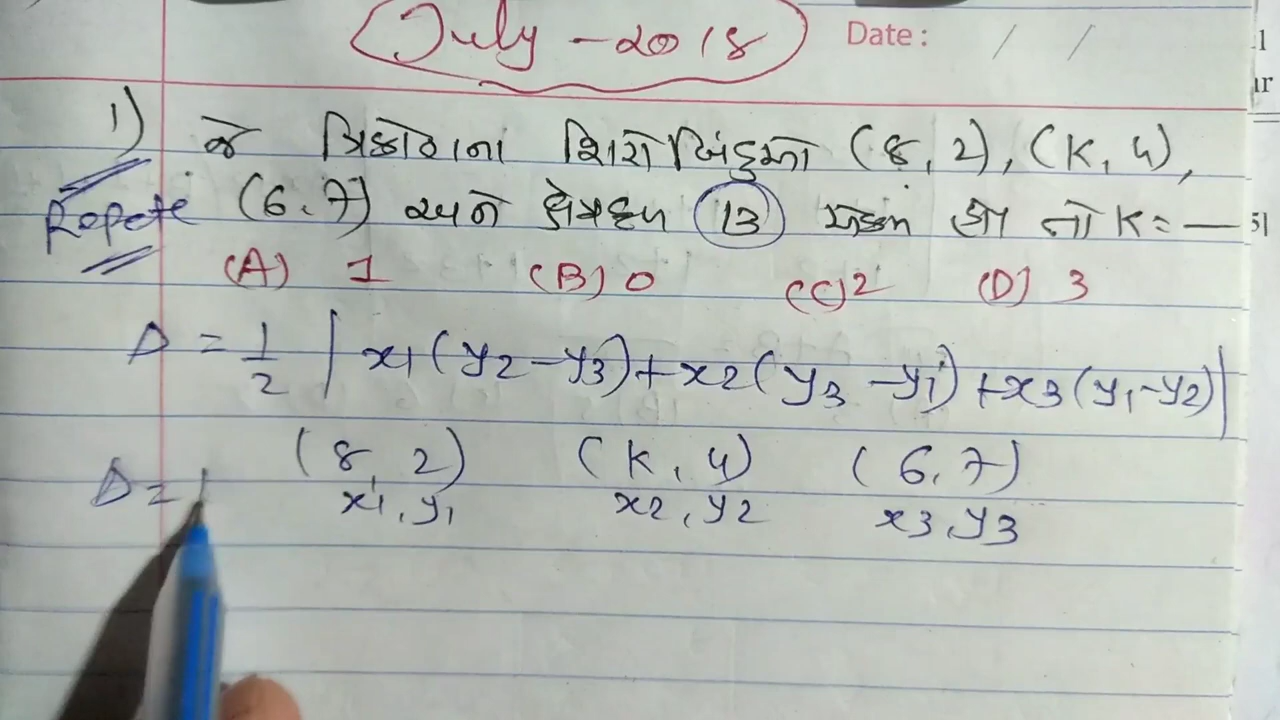 July - 2018
Date: / /
1) જે ત્રિકોણના શિરોબિંદુઓ (8, 2), (K, 4),
Repete (6, 7) અને ક્ષેત્રફળ 13 એકમ હોય તો K = —
(A) 1 (B) 0 (C) 2 (D) 3
Δ = 1/2 | x1(y2-y3)+x2(y3-y1)+x3(y1-y2)|
(8, 2) (K, 4) (6, 7)
x1, y1 x2, y2 x3, y3
Δ =